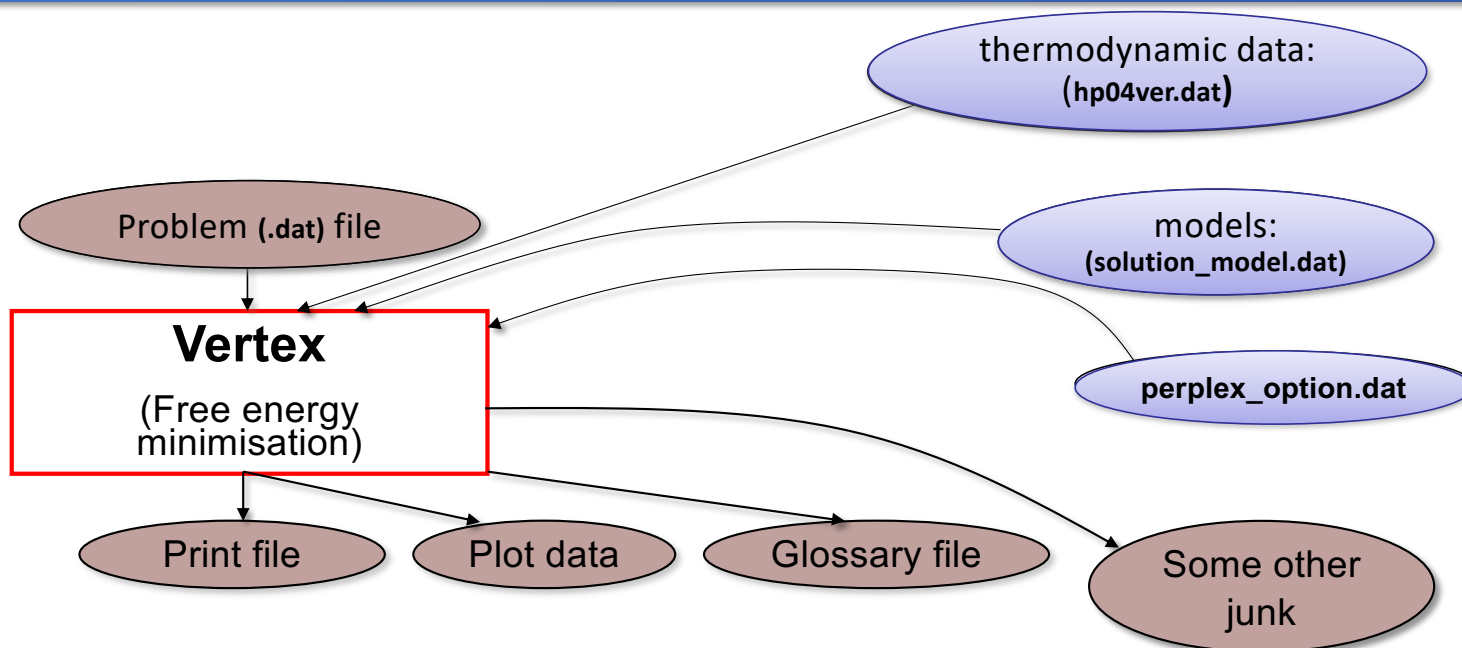 thermodynamic data:
(hp04ver.dat)
Problem (.dat) file
models:
(solution_model.dat)
Vertex
(Free energy
minimisation)
perplex_option.dat
Print file
Plot data
Glossary file
Some other
junk